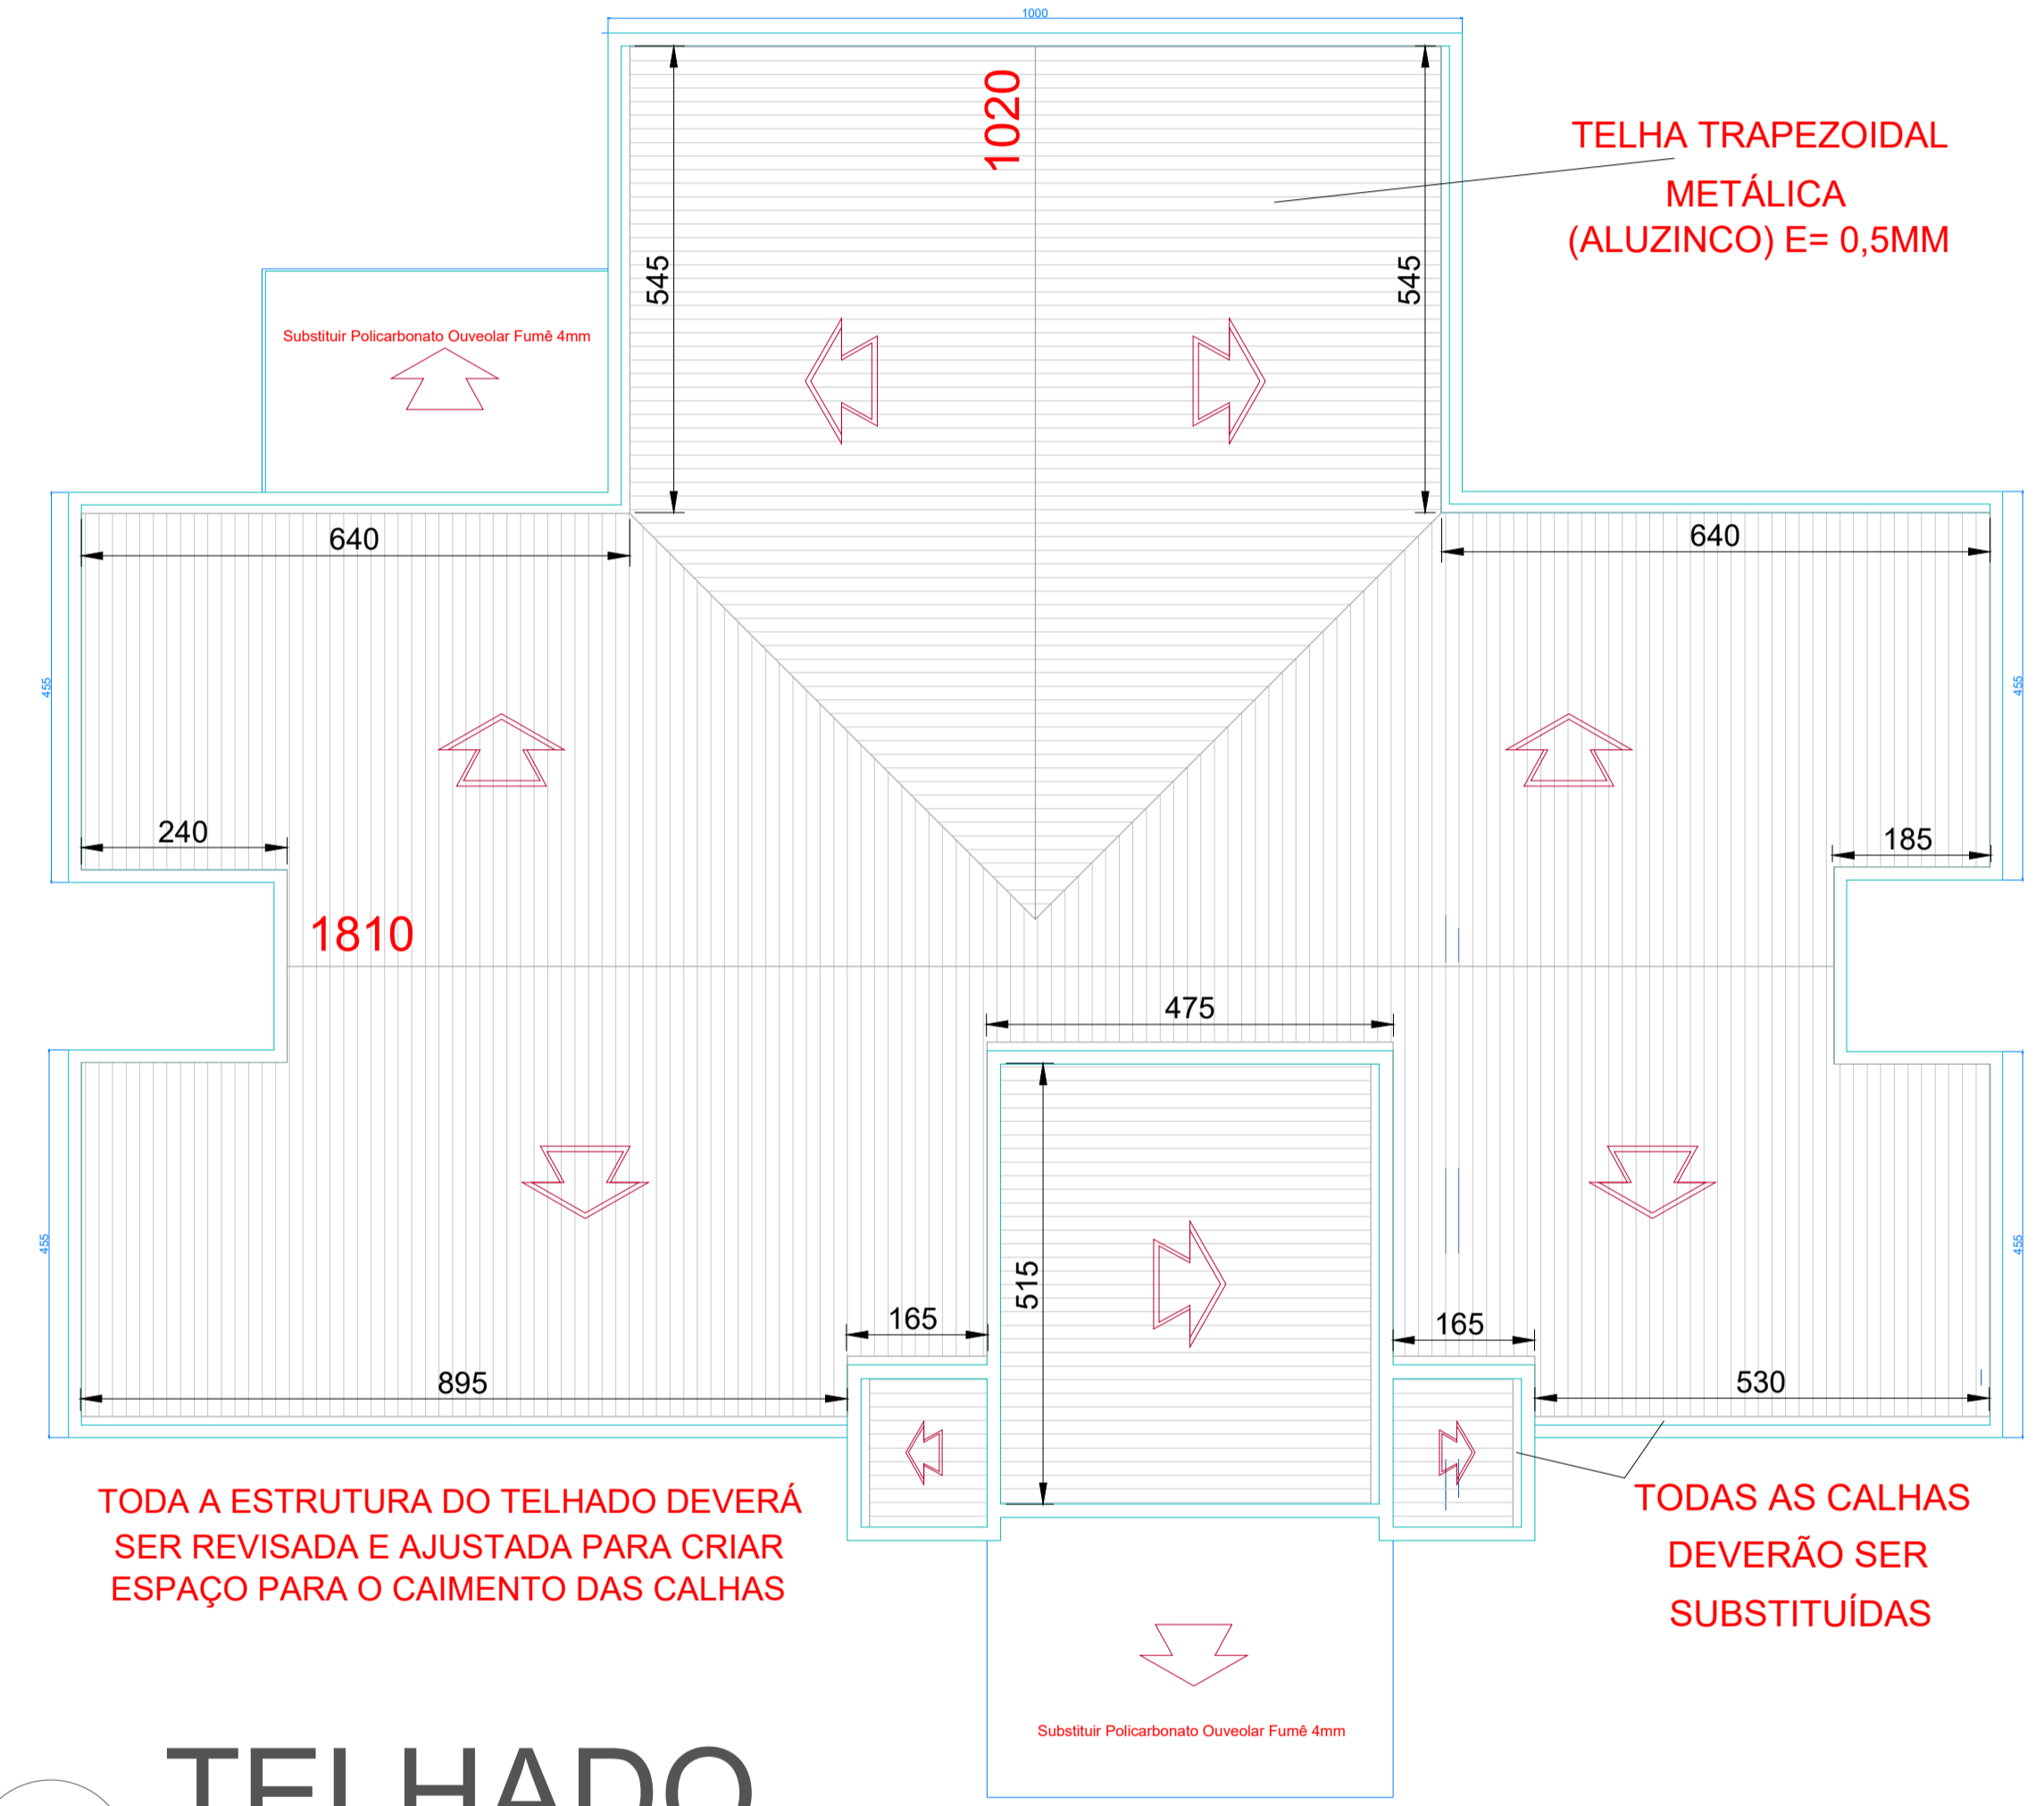 1000
1020
TELHA TRAPEZOIDAL
METÁLICA
(ALUZINCO) E= 0,5MM
545
545
Substituir Policarbonato Ouveolar Fumê 4mm
640
640
455
455
240
185
1810
475
515
165
165
455
455
895
530
TODA A ESTRUTURA DO TELHADO DEVERÁ
SER REVISADA E AJUSTADA PARA CRIAR
ESPAÇO PARA O CAIMENTO DAS CALHAS
TODAS AS CALHAS
DEVERÃO SER
SUBSTITUÍDAS
Substituir Policarbonato Ouveolar Fumê 4mm
TELHADO